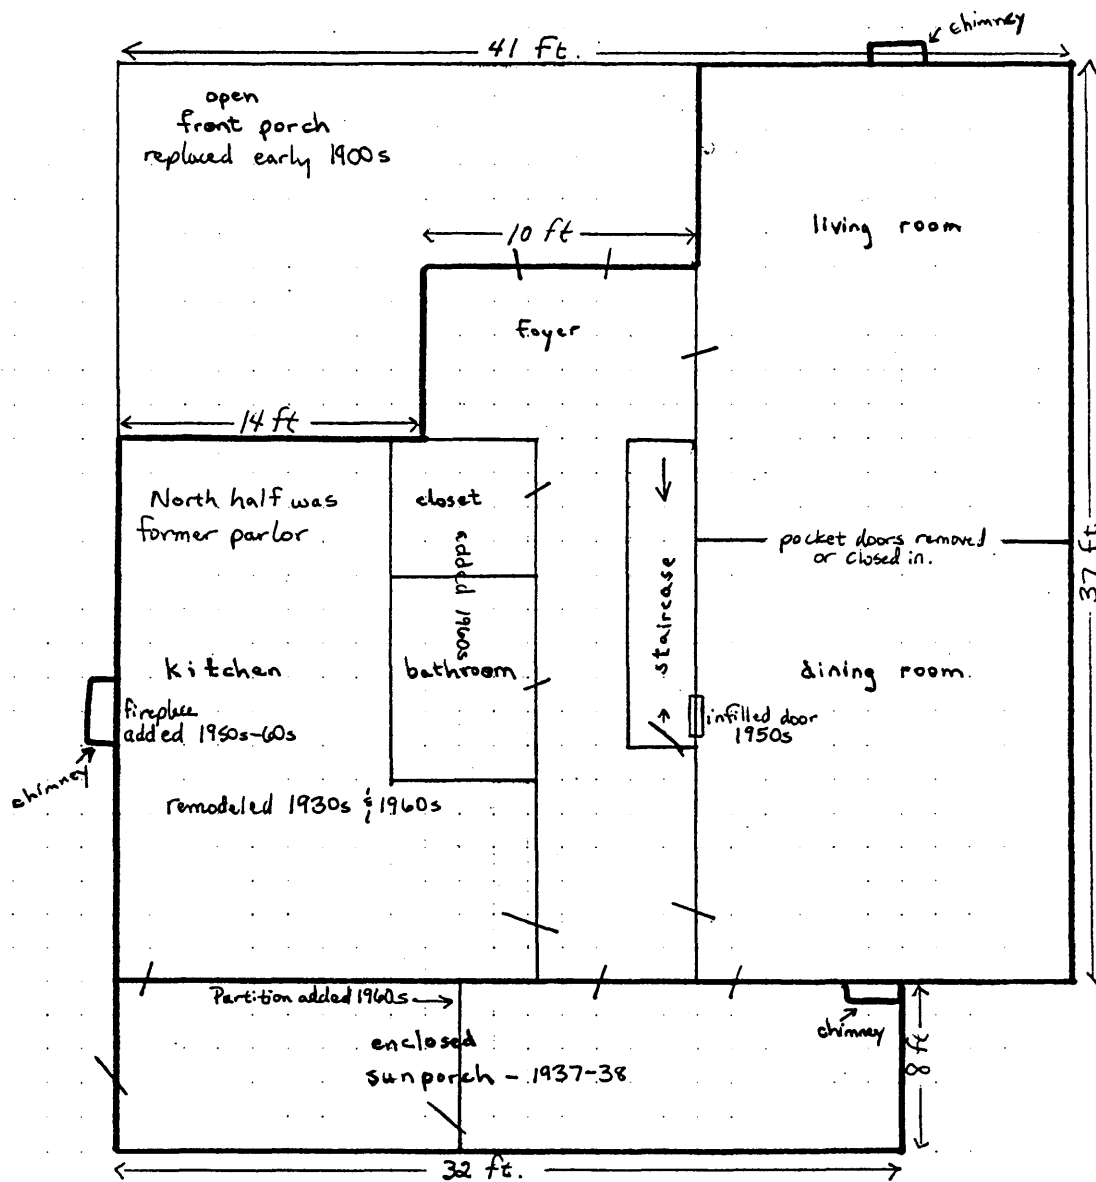 chimney
41 ft.
open
front porch
replaced early 1900s
living room
10 ft
foyer
14 ft
North half was
former parlor
closet
added 1960s
staircase
pocket doors removed
or closed in.
37 ft.
kitchen
bathroom
dining room
fireplace
added 1950s-60s
infilled door
1950s
chimney
remodeled 1930s & 1960s
Partition added 1960s
chimney
enclosed
sunporch - 1937-38
8 ft
32 ft.